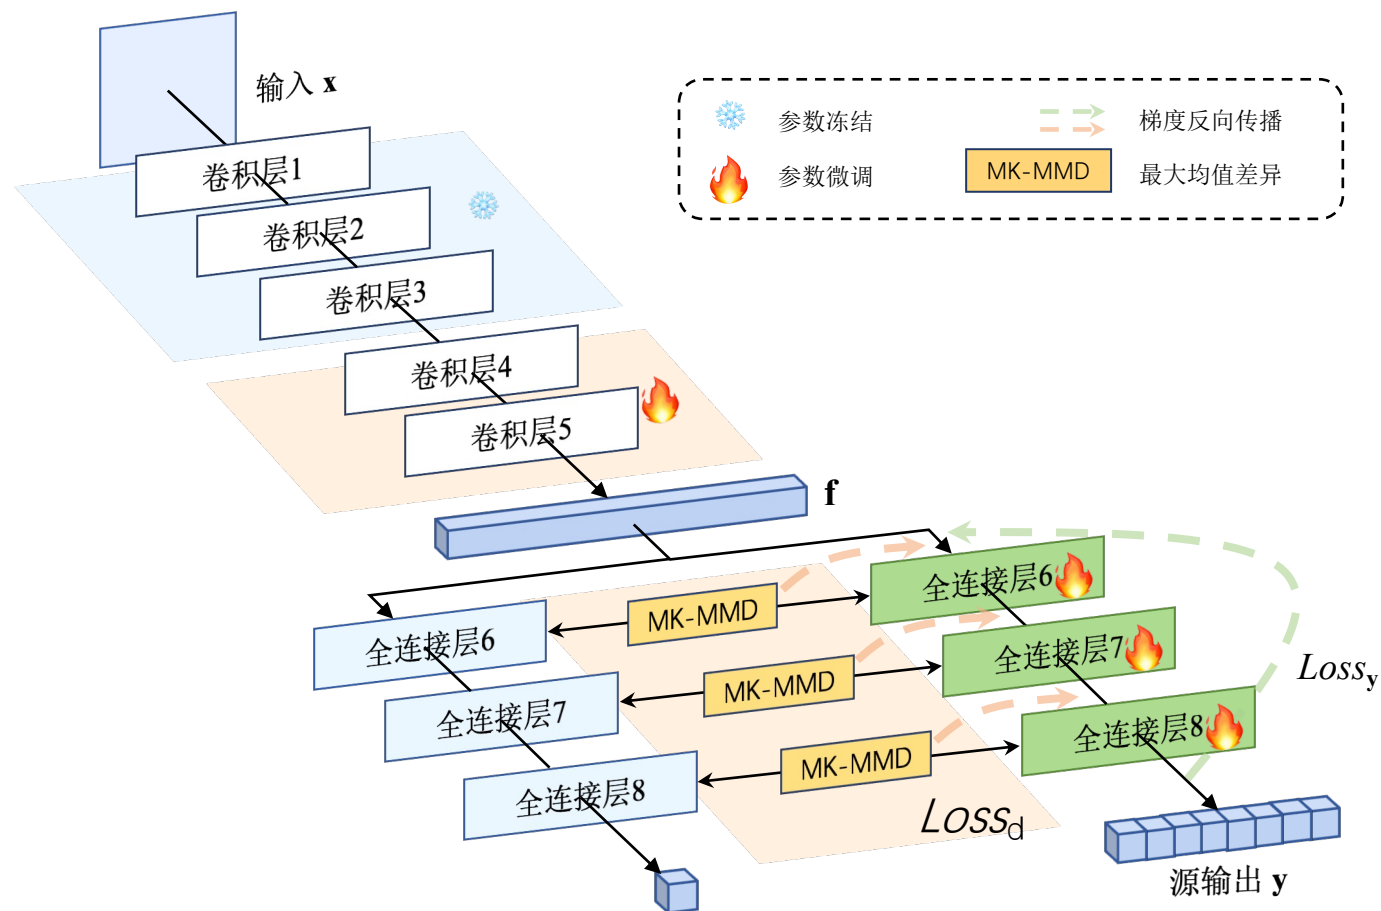 输入 x
参数冻结
梯度反向传播
参数微调
MK-MMD
最大均值差异
卷积层1
卷积层2
卷积层3
卷积层4
卷积层5
f
全连接层6
MK-MMD
全连接层6
全连接层7
MK-MMD
全连接层7
全连接层8
MK-MMD
全连接层8
Loss_y
Loss_d
源输出 y